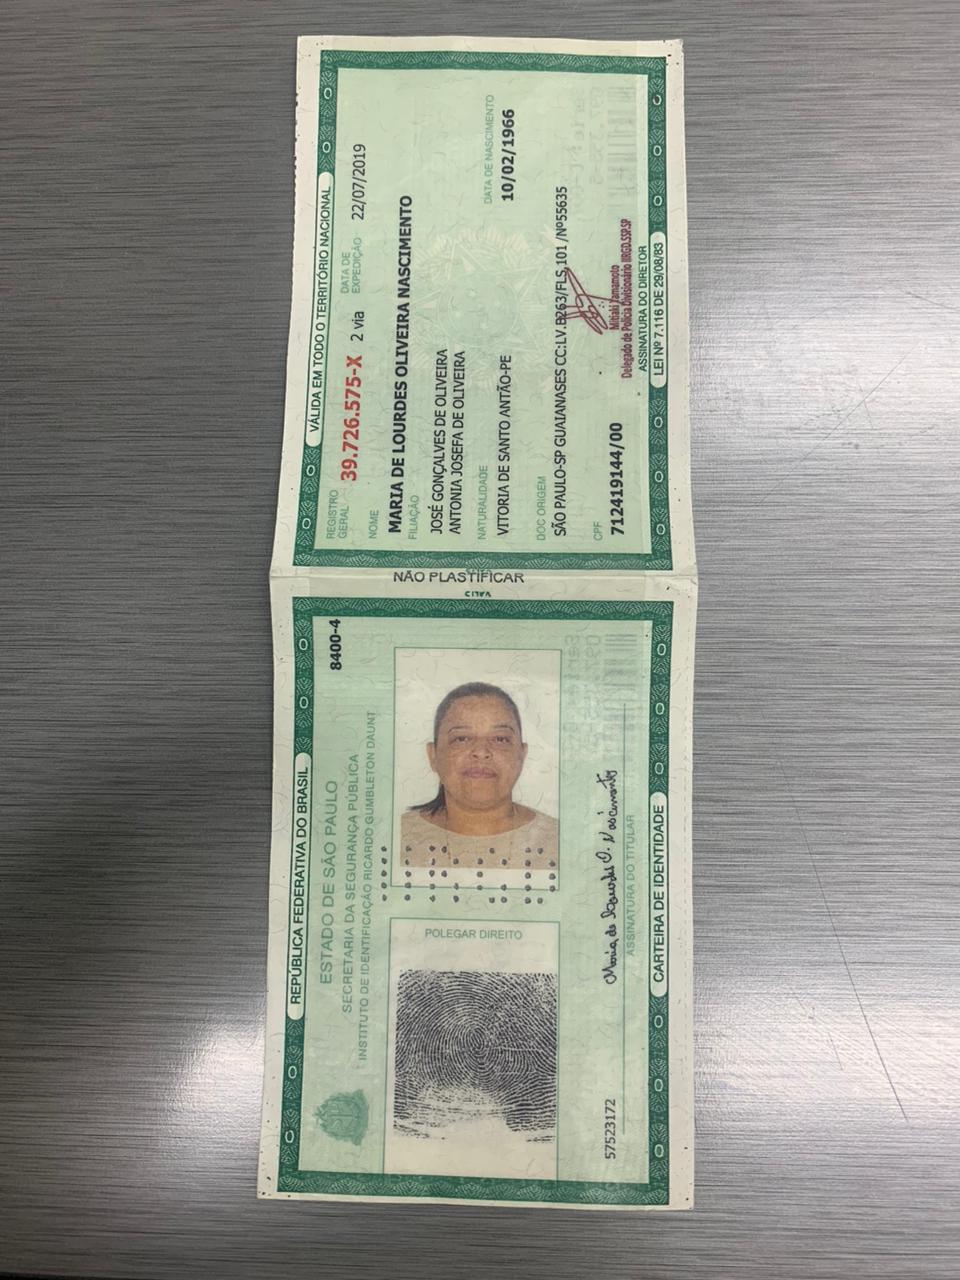 VÁLIDA EM TODO O TERRITÓRIO NACIONAL
REGISTRO GERAL 39.726.575-X 2 via DATA DE EXPEDIÇÃO 22/07/2019
NOME
MARIA DE LOURDES OLIVEIRA NASCIMENTO
FILIAÇÃO
JOSÉ GONÇALVES DE OLIVEIRA
ANTONIA JOSEFA DE OLIVEIRA
NATURALIDADE DATA DE NASCIMENTO
VITORIA DE SANTO ANTÃO-PE 10/02/1966
DOC ORIGEM
SÃO PAULO-SP GUAIANASES CC:LV.B263/FLS.101/Nº55635
CPF
712419144/00
Mitiaki Yamamoto
Delegado de Polícia Divisionário IIRGD.SSP.SP
ASSINATURA DO DIRETOR
LEI Nº 7.116 DE 29/08/83
NÃO PLASTIFICAR
REPÚBLICA FEDERATIVA DO BRASIL
8400-4
ESTADO DE SÃO PAULO
SECRETARIA DA SEGURANÇA PÚBLICA
INSTITUTO DE IDENTIFICAÇÃO RICARDO GUMBLETON DAUNT
POLEGAR DIREITO
57523172
Maria de Lourdes O. Nascimento
ASSINATURA DO TITULAR
CARTEIRA DE IDENTIDADE